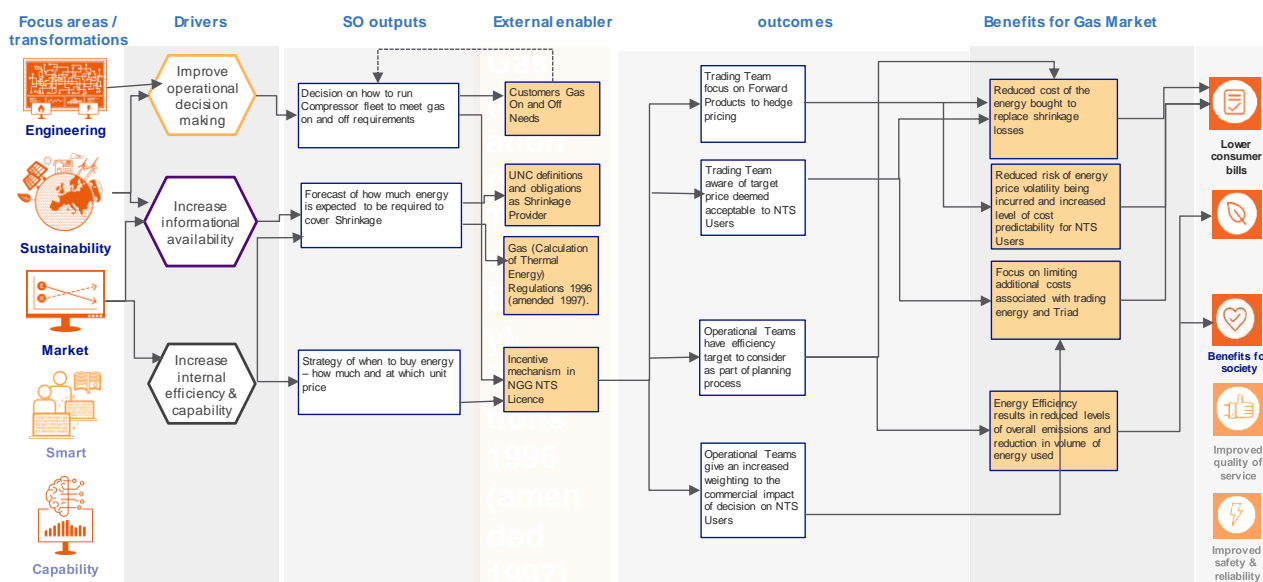 Focus areas /
transformations
Drivers
SO outputs
External enabler
outcomes
Benefits for Gas Market
Engineering
Sustainability
Market
Smart
Capability
Improve
operational
decision
making
Increase
informational
availability
Increase
internal
efficiency &
capability
Decision on how to run
Compressor fleet to meet gas
on and off requirements
Forecast of how much energy
is expected to be required to
cover Shrinkage
Strategy of when to buy energy
– how much and at which unit
price
Customers Gas
On and Off
Needs
UNC definitions
and obligations
as Shrinkage
Provider
Gas (Calculation
of Thermal
Energy)
Regulations 1996
(amended 1997).
Incentive
mechanism in
NGG NTS
Licence
Gas
ation
tions
1996
(amen
ded
1997)
Trading Team
focus on Forward
Products to hedge
pricing
Trading Team
aware of target
price deemed
acceptable to NTS
Users
Operational Teams
have efficiency
target to consider
as part of planning
process
Operational Teams
give an increased
weighting to the
commercial impact
of decision on NTS
Users
Reduced cost of the
energy bought to
replace shrinkage
losses
Reduced risk of energy
price volatility being
incurred and increased
level of cost
predictability for NTS
Users
Focus on limiting
additional costs
associated with trading
energy and Triad
Energy Efficiency
results in reduced levels
of overall emissions and
reduction in volume of
energy used
Lower
consumer
bills
Benefits for
society
Improved
quality of
service
Improved
safety &
reliability